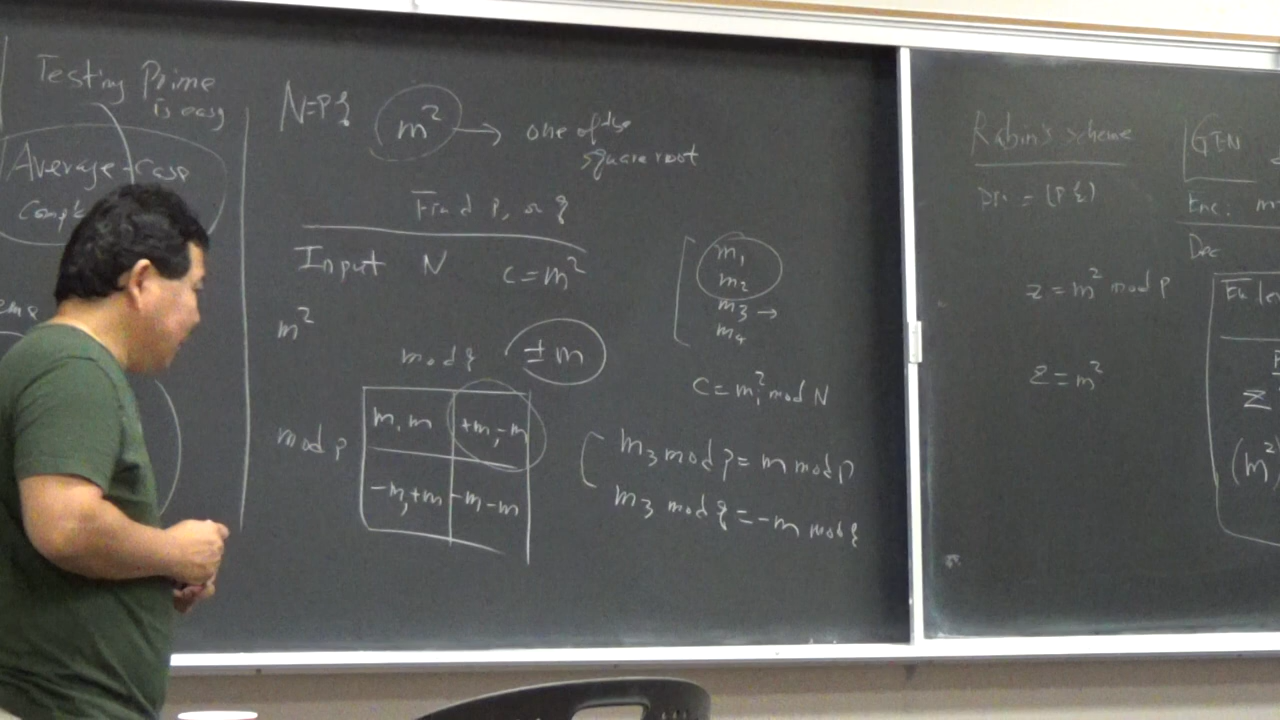 Testing Prime
is easy
Average-case
N=Pq
m² → one of the
square root
Find P, or q
Input N C=m²
m²
mod q ±m
mod p
m, m +m, -m
-m, +m -m -m
m₁
m₂
m₃ →
m₄
C = mᵢ² mod N
m₃ mod p = m mod p
m₃ mod q = -m mod q
Rabin's scheme
= (P q)
z = m² mod p
z = m²
GEN
Enc: m
Dec
z
(m²)